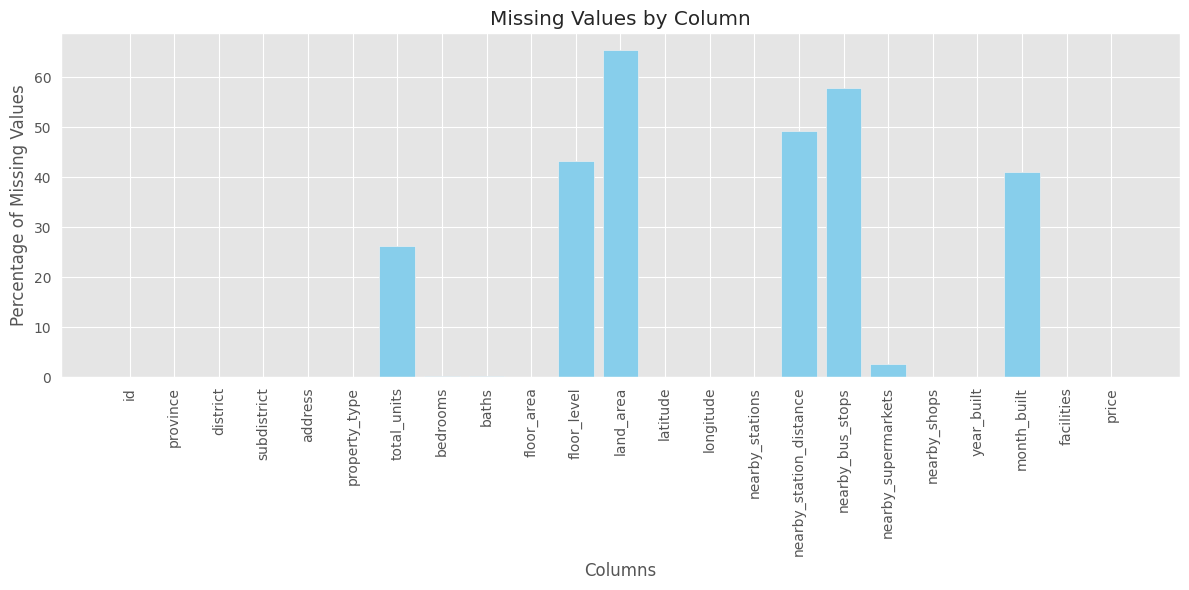 Missing Values by Column
Percentage of Missing Values
60
50
40
30
20
10
0
id
province
district
subdistrict
address
property_type
total_units
bedrooms
baths
floor_area
floor_level
land_area
latitude
longitude
nearby_stations
nearby_station_distance
nearby_bus_stops
nearby_supermarkets
nearby_shops
year_built
month_built
facilities
price
Columns